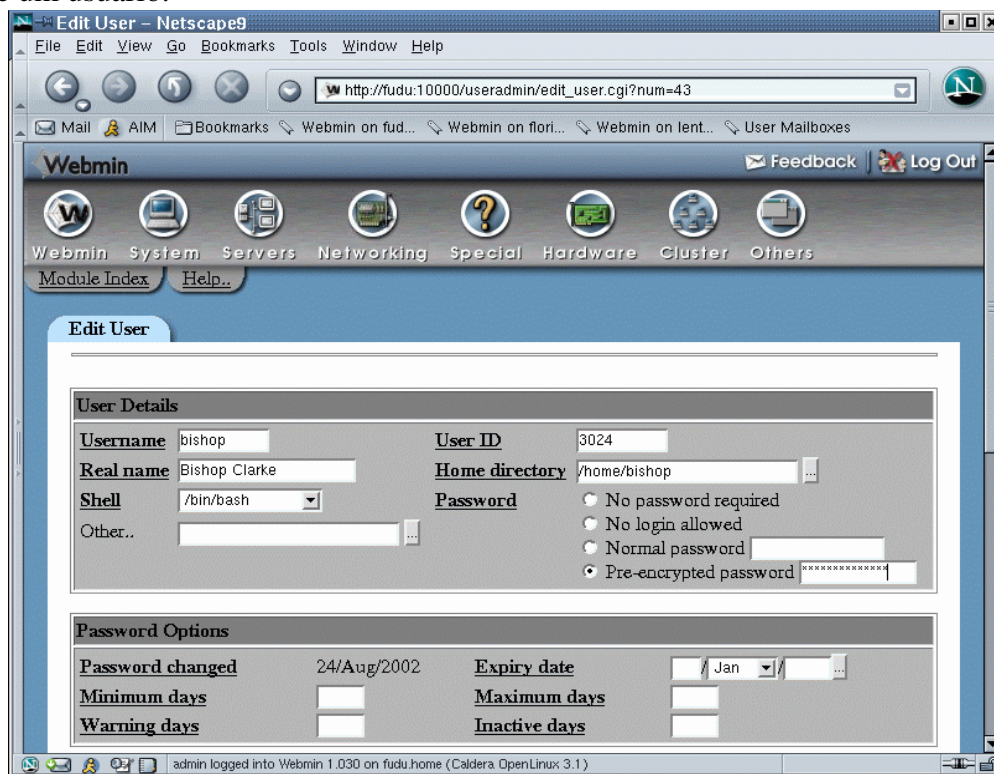 Edit User – Netscape9
File Edit View Go Bookmarks Tools Window Help
http://fudu:10000/useradmin/edit_user.cgi?num=43
Mail AIM Bookmarks Webmin on fud... Webmin on flori... Webmin on lent... User Mailboxes
Webmin Feedback Log Out
Webmin System Servers Networking Special Hardware Cluster Others
Module Index Help..
Edit User
User Details
Username bishop User ID 3024
Real name Bishop Clarke Home directory /home/bishop ...
Shell /bin/bash Password No password required
No login allowed
Other.. ... Normal password
Pre-encrypted password **************
Password Options
Password changed 24/Aug/2002 Expiry date / Jan / ...
Minimum days Maximum days
Warning days Inactive days
admin logged into Webmin 1.030 on fudu.home (Caldera OpenLinux 3.1)